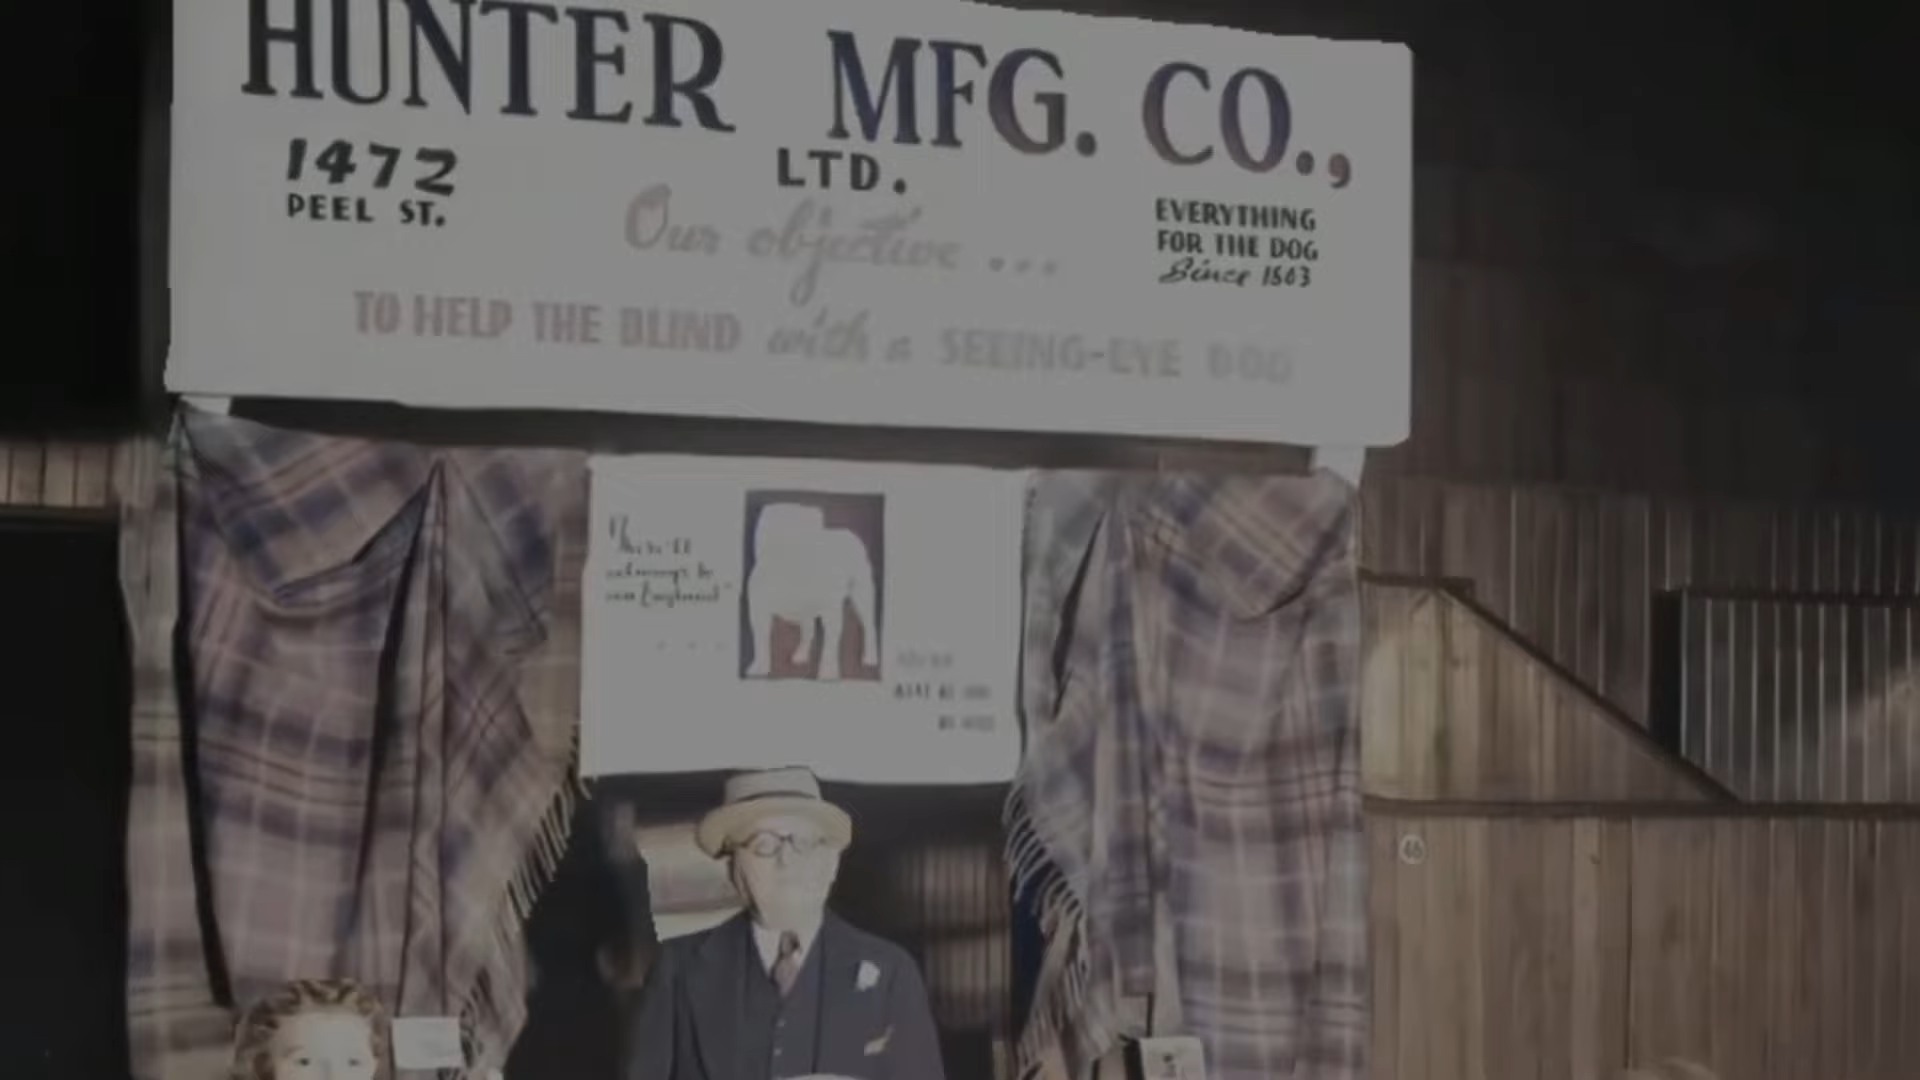 HUNTER MFG. CO.,
LTD.
1472
PEEL ST.
Our objective ...
EVERYTHING
FOR THE DOG
Since
TO HELP THE BLIND with a SEEING-EYE DOG
46